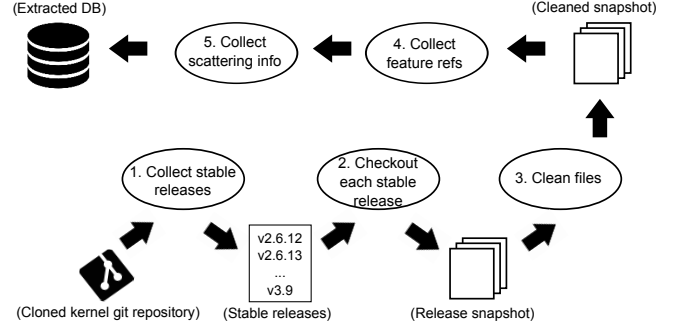 (Extracted DB)
5. Collect
scattering info
4. Collect
feature refs
(Cleaned snapshot)
1. Collect stable
releases
2. Checkout
each stable
release
3. Clean files
v2.6.12
v2.6.13
...
v3.9
(Cloned kernel git repository)
(Stable releases)
(Release snapshot)